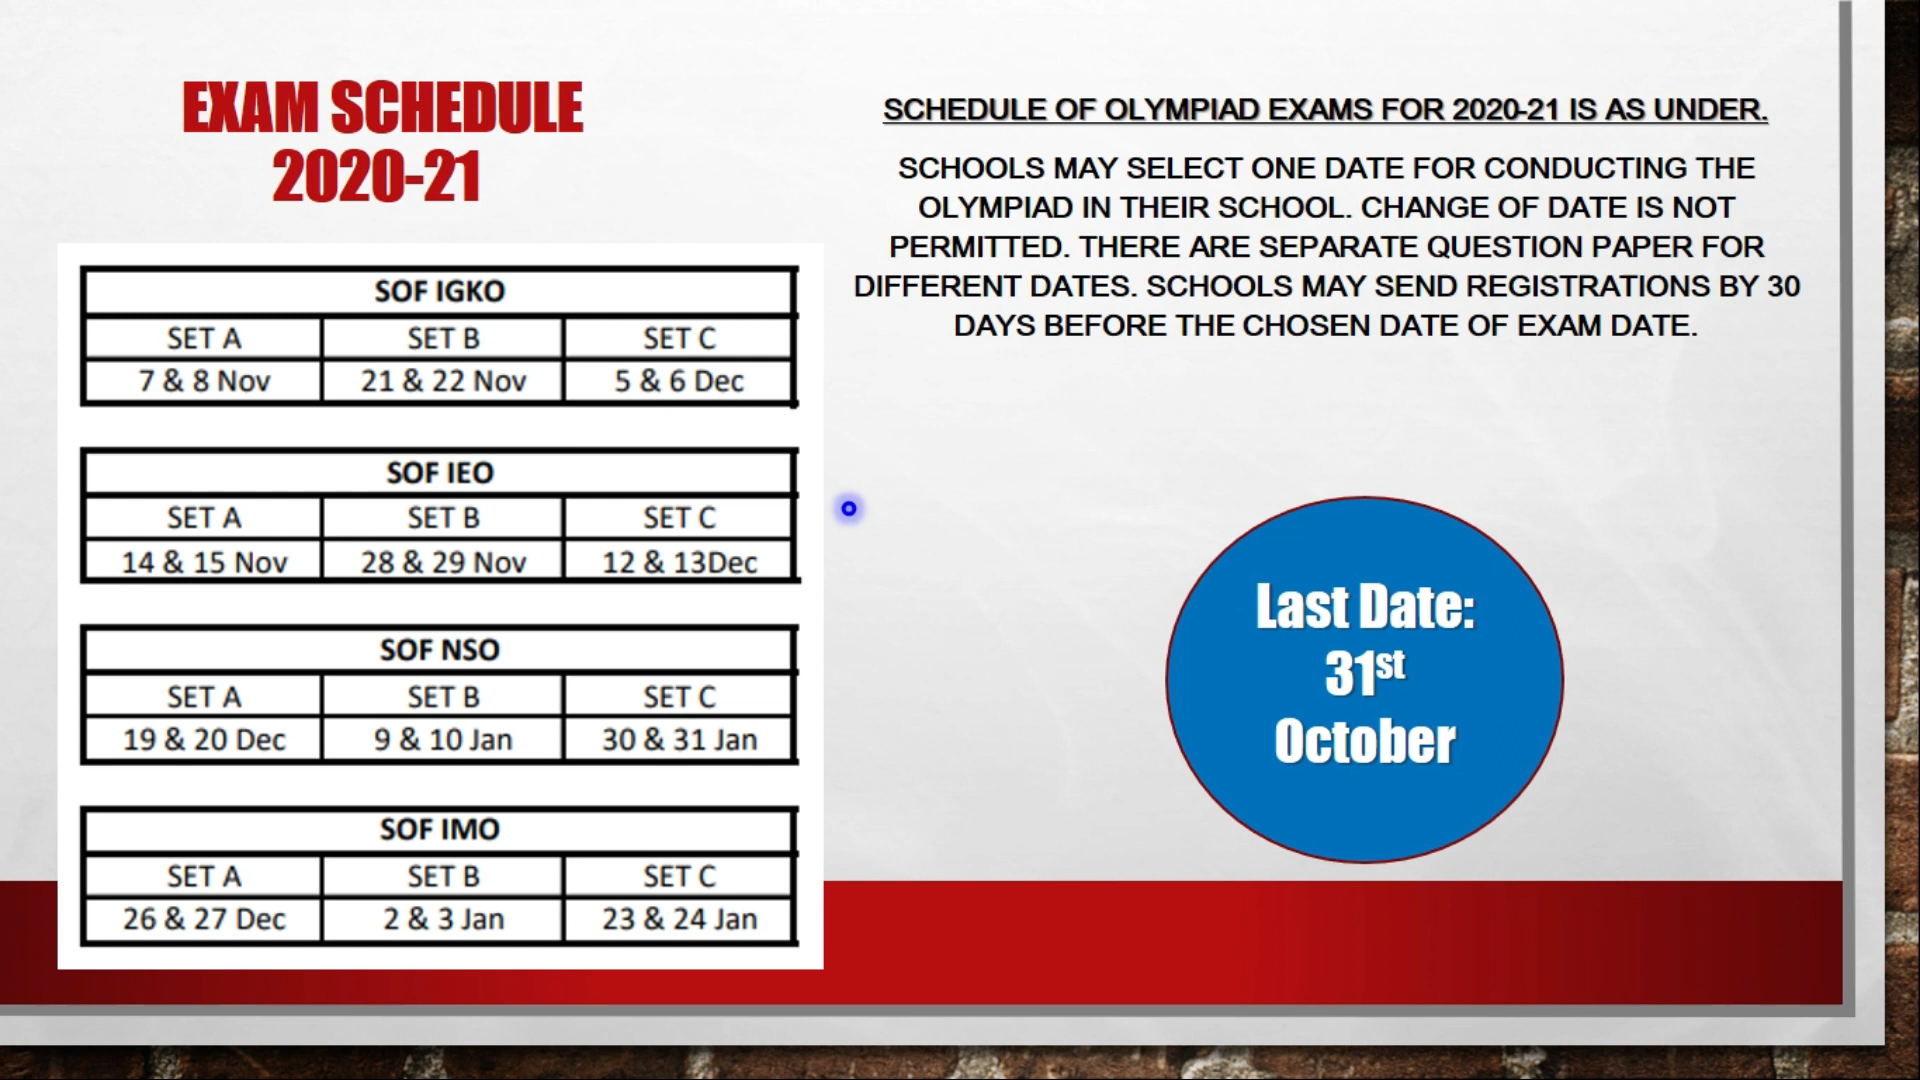 EXAM SCHEDULE
2020-21
SOF IGKO
SET A SET B SET C
7 & 8 Nov 21 & 22 Nov 5 & 6 Dec
SOF IEO
SET A SET B SET C
14 & 15 Nov 28 & 29 Nov 12 & 13Dec
SOF NSO
SET A SET B SET C
19 & 20 Dec 9 & 10 Jan 30 & 31 Jan
SOF IMO
SET A SET B SET C
26 & 27 Dec 2 & 3 Jan 23 & 24 Jan
SCHEDULE OF OLYMPIAD EXAMS FOR 2020-21 IS AS UNDER.
SCHOOLS MAY SELECT ONE DATE FOR CONDUCTING THE
OLYMPIAD IN THEIR SCHOOL. CHANGE OF DATE IS NOT
PERMITTED. THERE ARE SEPARATE QUESTION PAPER FOR
DIFFERENT DATES. SCHOOLS MAY SEND REGISTRATIONS BY 30
DAYS BEFORE THE CHOSEN DATE OF EXAM DATE.
Last Date:
31st
October